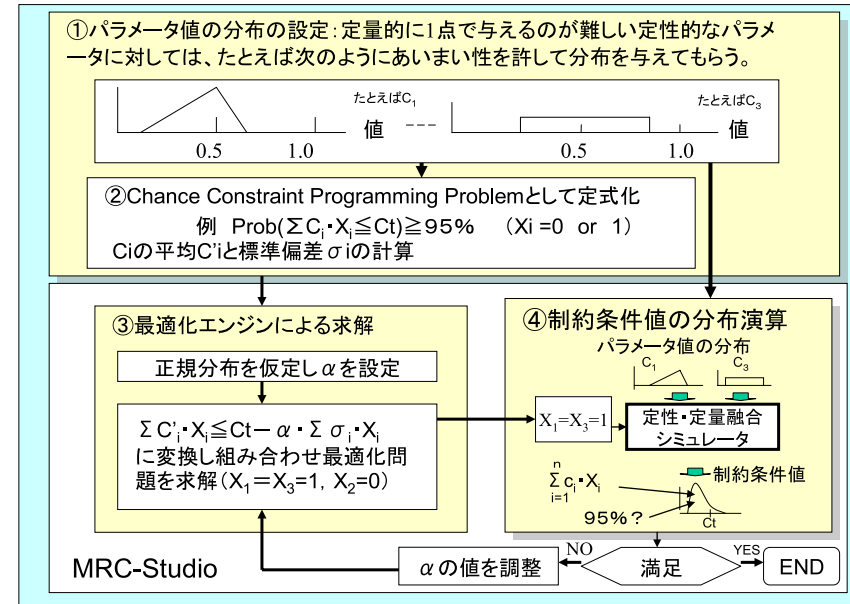 ①パラメータ値の分布の設定：定量的に1点で与えるのが難しい定性的なパラメ
ータに対しては、たとえば次のようにあいまい性を許して分布を与えてもらう。
たとえばC₁
値
0.5 1.0
たとえばC₃
値
0.5 1.0
②Chance Constraint Programming Problemとして定式化
例 Prob(ΣCᵢ・Xᵢ≦Ct)≧95% （Xi =0 or 1）
Ciの平均C'iと標準偏差σiの計算
③最適化エンジンによる求解
正規分布を仮定しαを設定
ΣC'ᵢ・Xᵢ≦Ct－α・Σσᵢ・Xᵢ
に変換し組み合わせ最適化問
題を求解（X₁＝X₃=1, X₂=0）
④制約条件値の分布演算
パラメータ値の分布
C₁ C₃
X₁=X₃=1
定性・定量融合
シミュレータ
制約条件値
n
Σcᵢ・Xᵢ
i=1
95%？
Ct
MRC-Studio
αの値を調整
NO
満足
YES
END